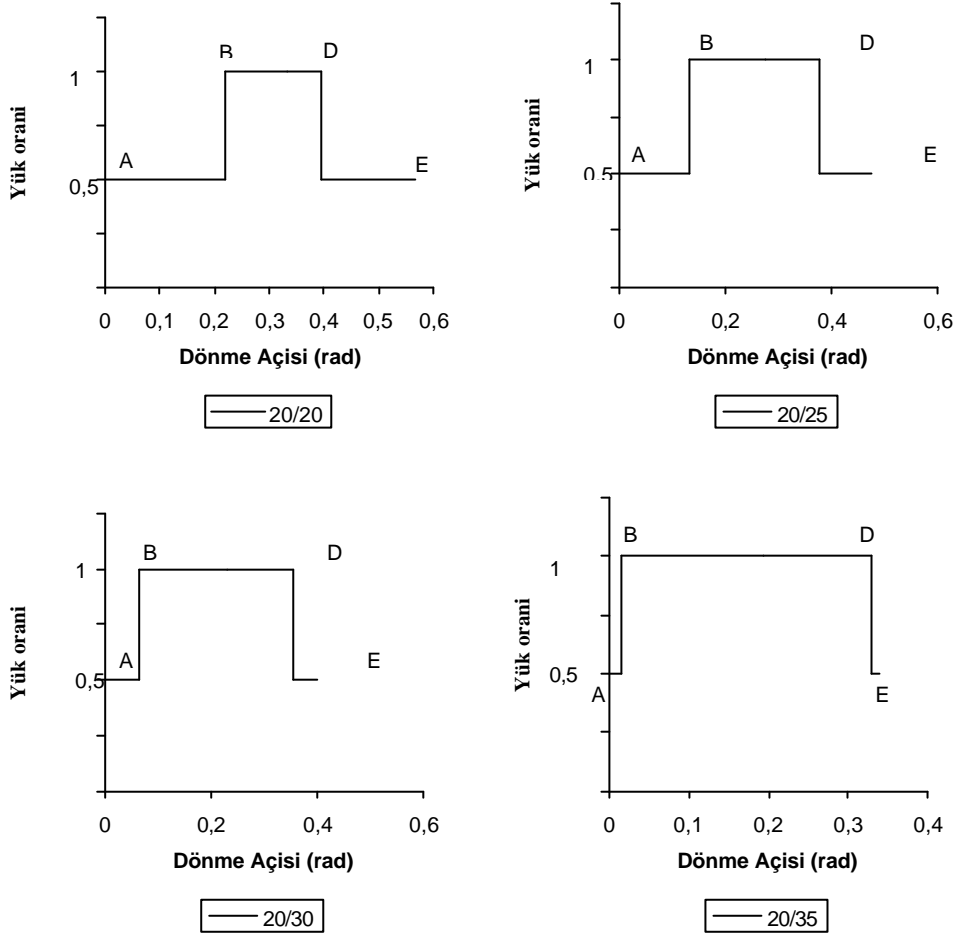 B D
1
Yük orani
A
E
0,5
0 0,1 0,2 0,3 0,4 0,5 0,6
Dönme Açisi (rad)
20/20
B D
1
Yük orani
A E
0.5
0 0,2 0,4 0,6
Dönme Açisi (rad)
20/25
B D
1
Yük orani
A E
0,5
0 0,2 0,4 0,6
Dönme Açisi (rad)
20/30
B D
1
Yük orani
0,5
A E
0 0,1 0,2 0,3 0,4
Dönme Açisi (rad)
20/35